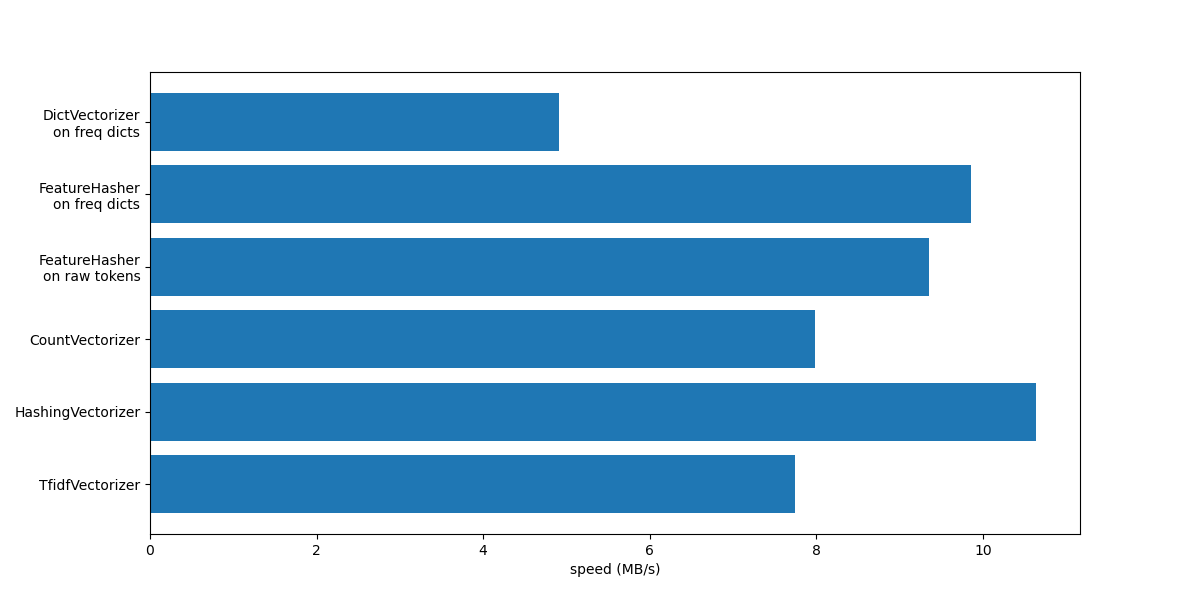 DictVectorizer
on freq dicts
FeatureHasher
on freq dicts
FeatureHasher
on raw tokens
CountVectorizer
HashingVectorizer
TfidfVectorizer
0 2 4 6 8 10
speed (MB/s)